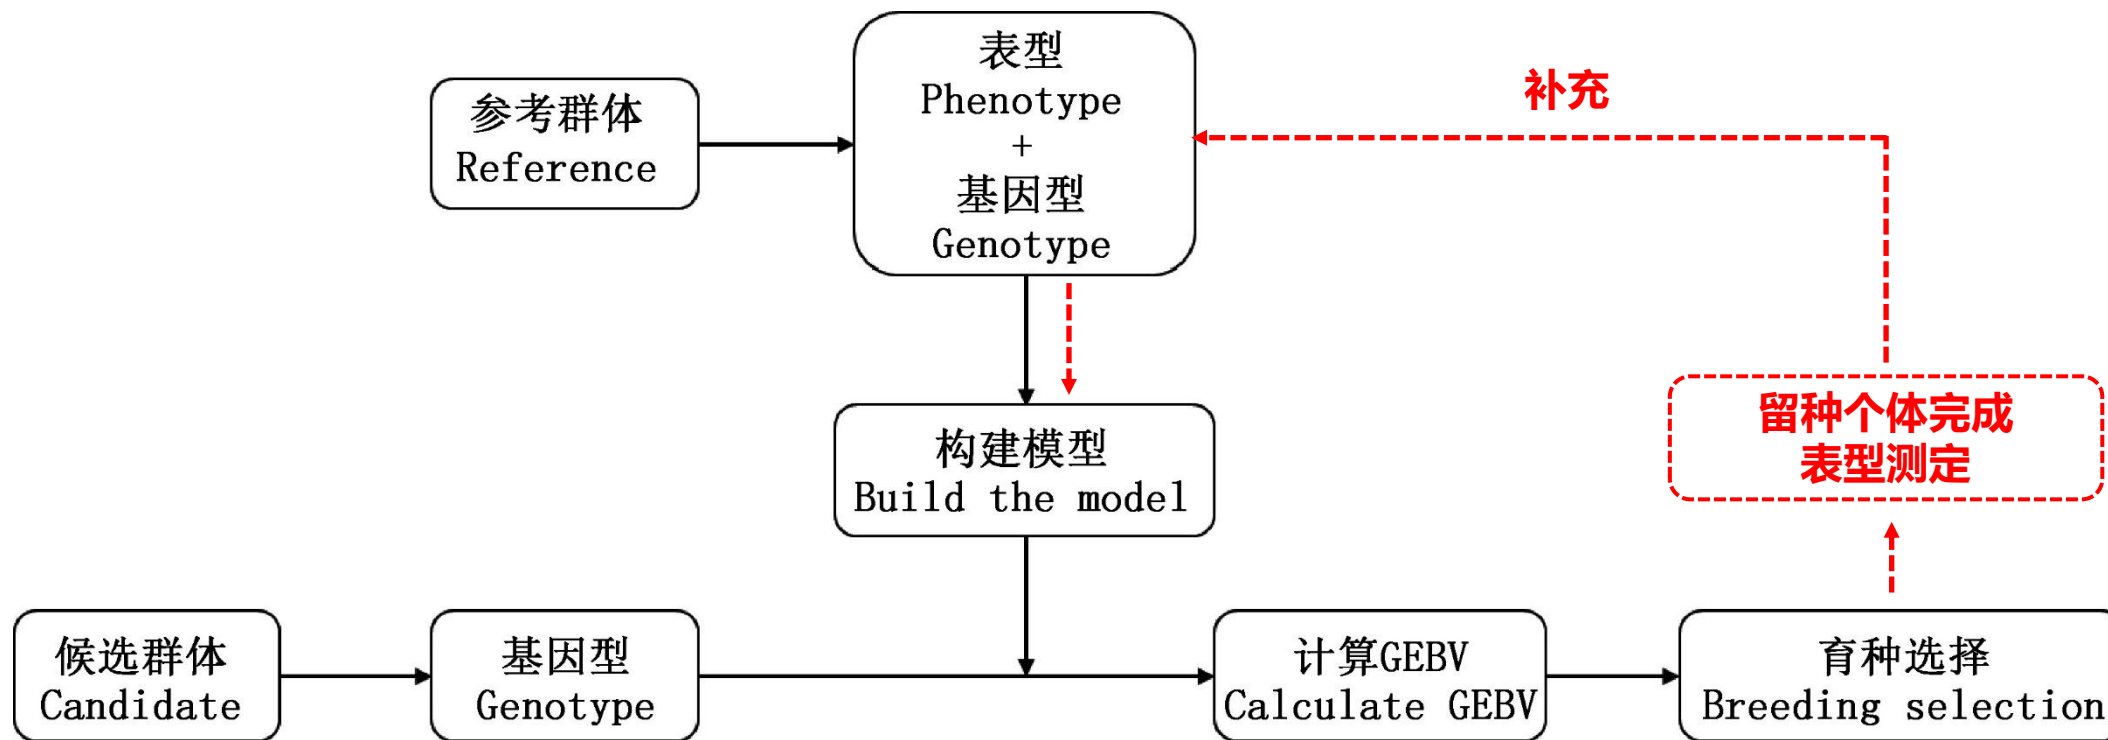 参考群体
Reference
表型
Phenotype
+
基因型
Genotype
补充
构建模型
Build the model
留种个体完成
表型测定
候选群体
Candidate
基因型
Genotype
计算GEBV
Calculate GEBV
育种选择
Breeding selection